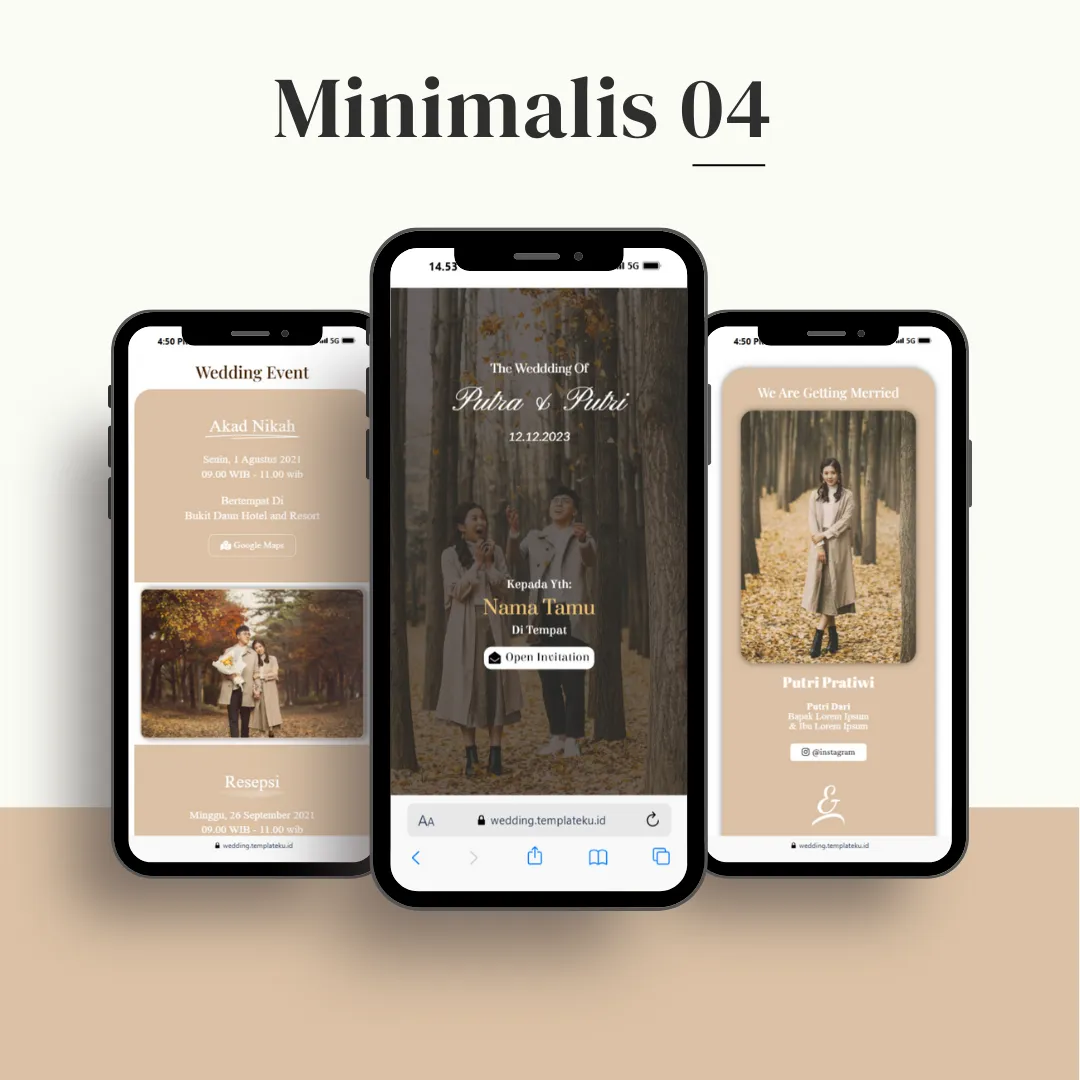 Minimalis 04
4:50 P
5G
Wedding Event
Akad Nikah
Senin, 1 Agustus 2021
09.00 WIB - 11.00 wib
Bertempat Di
Bukit Daun Hotel and Resort
Google Maps
Resepsi
Minggu, 26 September 2021
09.00 WIB - 11.00 wib
wedding.templateku.id
14.53
5G
The Weddding Of
Putra & Putri
12.12.2023
Kepada Yth:
Nama Tamu
Di Tempat
Open Invitation
AA
wedding.templateku.id
4:50 P
5G
We Are Getting Merried
Putri Pratiwi
Putri Dari
Bapak Lorem Ipsum
& Ibu Lorem Ipsum
@instagram
&
wedding.templateku.id